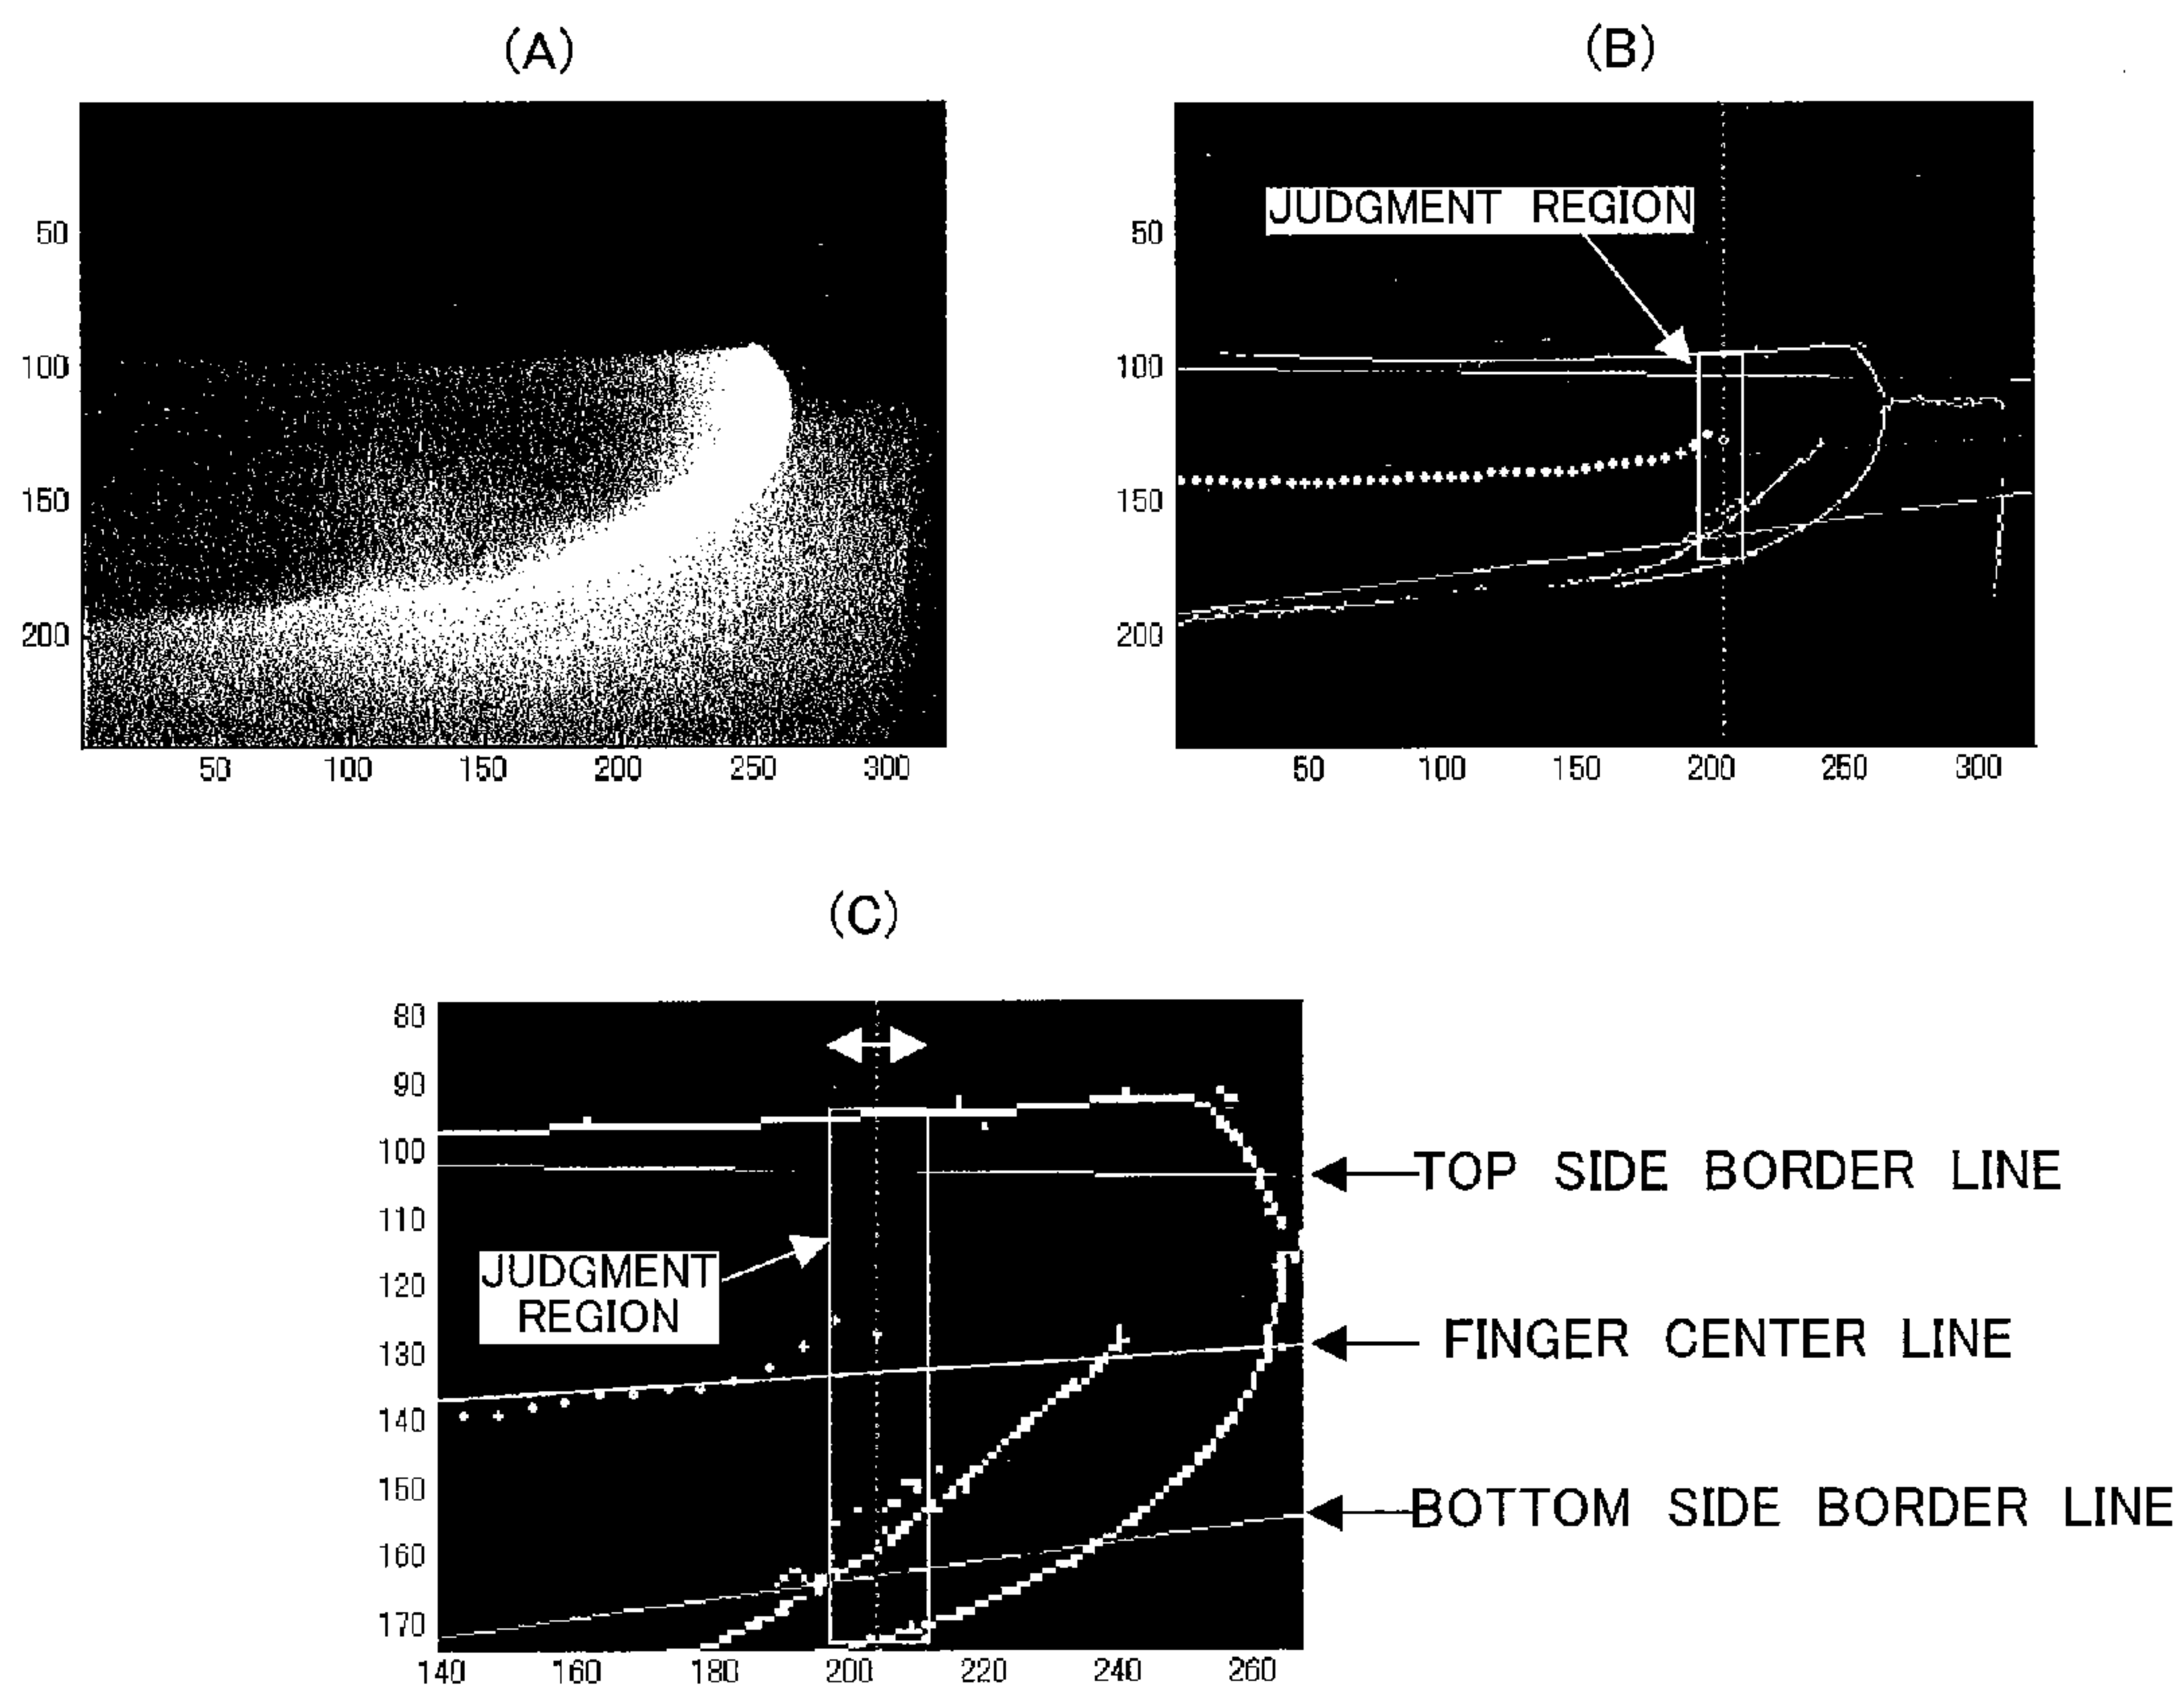 (A)
50
100
150
200
50 100 150 200 250 300
(B)
JUDGMENT REGION
50
100
150
200
50 100 150 200 250 300
(C)
80
90
100
110
120
130
140
150
160
170
140 160 180 200 220 240 260
JUDGMENT
REGION
TOP SIDE BORDER LINE
FINGER CENTER LINE
BOTTOM SIDE BORDER LINE